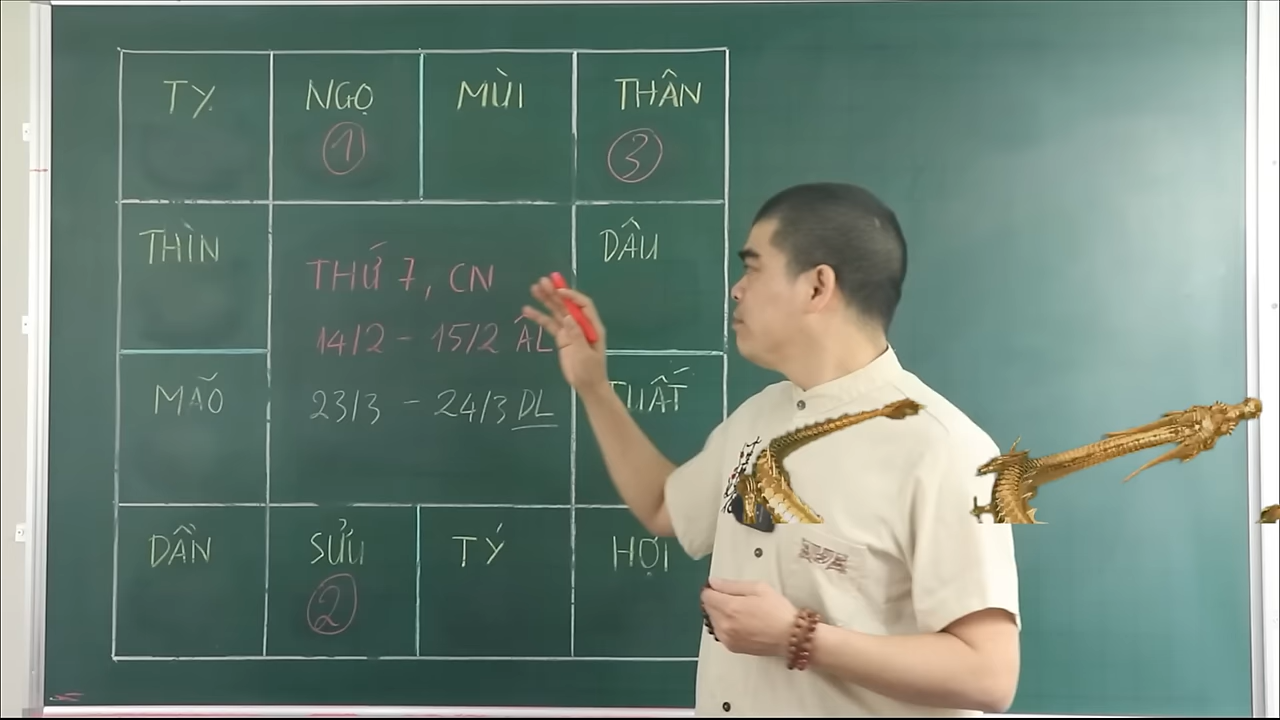 TỴ
NGỌ
MÙI
THÂN
1
3
THÌN
DẬU
THỨ 7, CN
14/2 - 15/2 ÂL
MÃO
23/3 - 24/3 DL
TUẤT
DẦN
SỬU
TÝ
HỢI
2